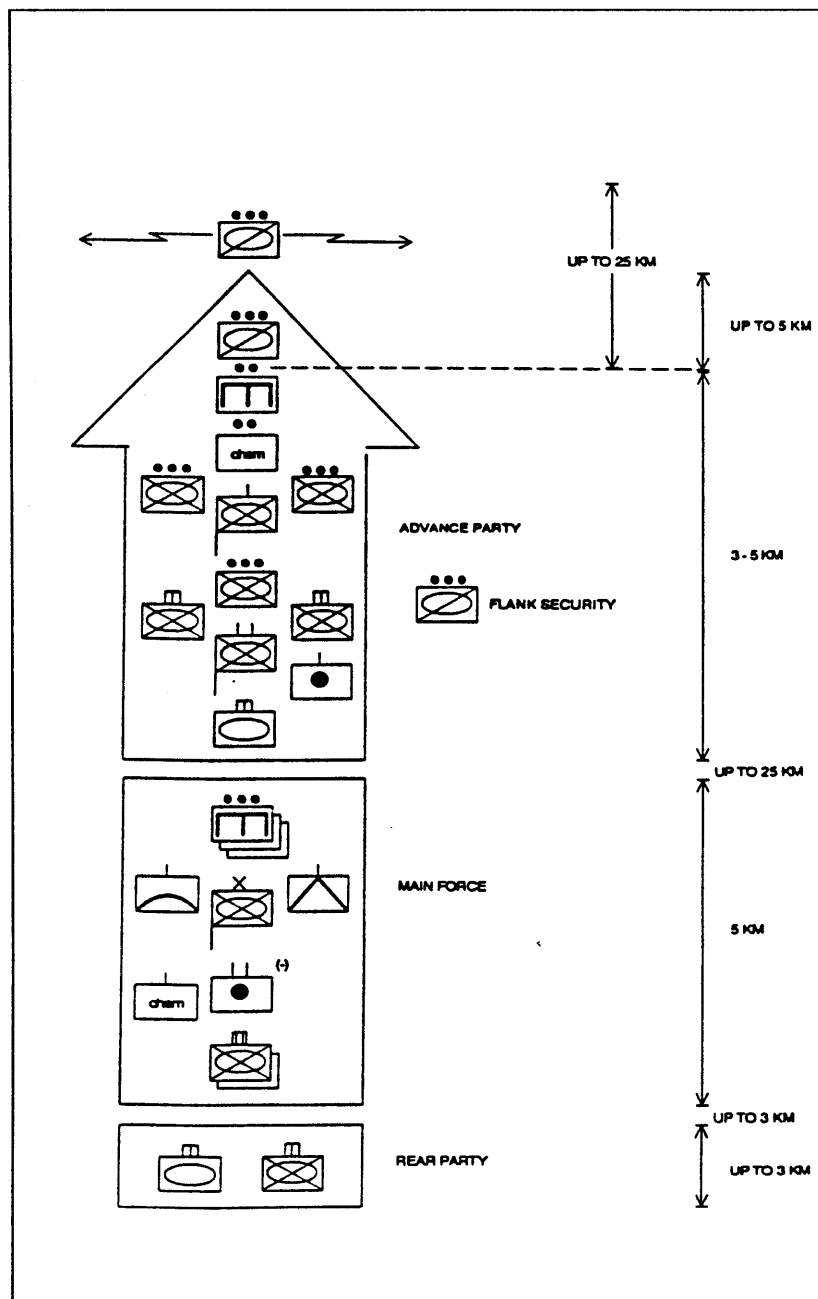 UP TO 25 KM
UP TO 5 KM
chem
ADVANCE PARTY
3 - 5 KM
FLANK SECURITY
UP TO 25 KM
MAIN FORCE
5 KM
(-)
chem
UP TO 3 KM
REAR PARTY
UP TO 3 KM